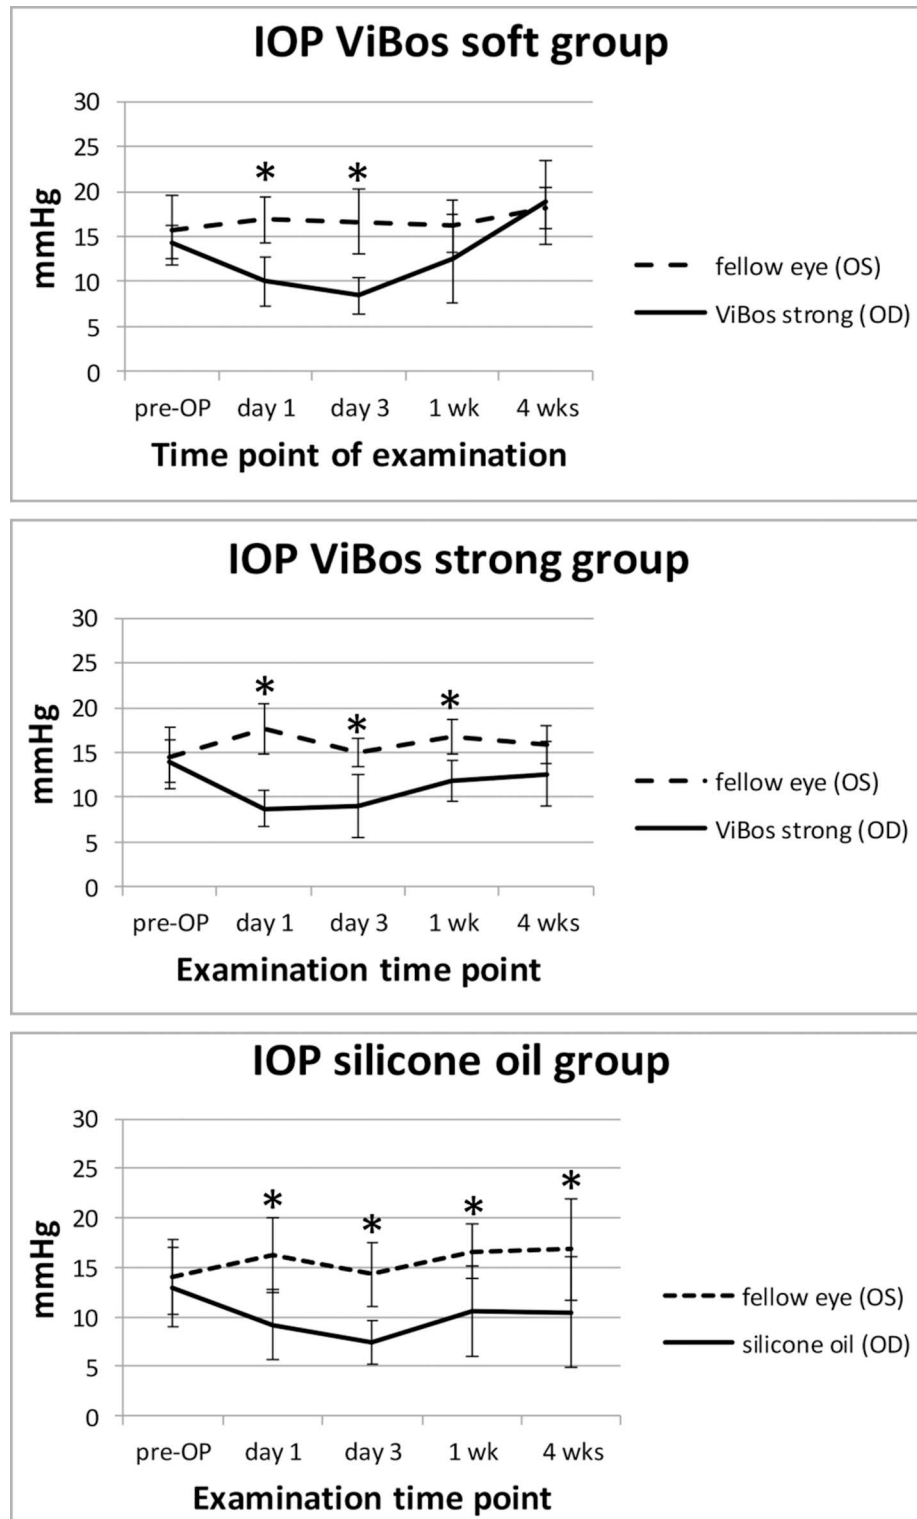 IOP ViBos soft group
30
25
20
15
10
5
0
mmHg
* *
pre-OP day 1 day 3 1 wk 4 wks
Time point of examination
fellow eye (OS)
ViBos strong (OD)
IOP ViBos strong group
30
25
20
15
10
5
0
mmHg
* * *
pre-OP day 1 day 3 1 wk 4 wks
Examination time point
fellow eye (OS)
ViBos strong (OD)
IOP silicone oil group
30
25
20
15
10
5
0
mmHg
* * * *
pre-OP day 1 day 3 1 wk 4 wks
Examination time point
fellow eye (OS)
silicone oil (OD)